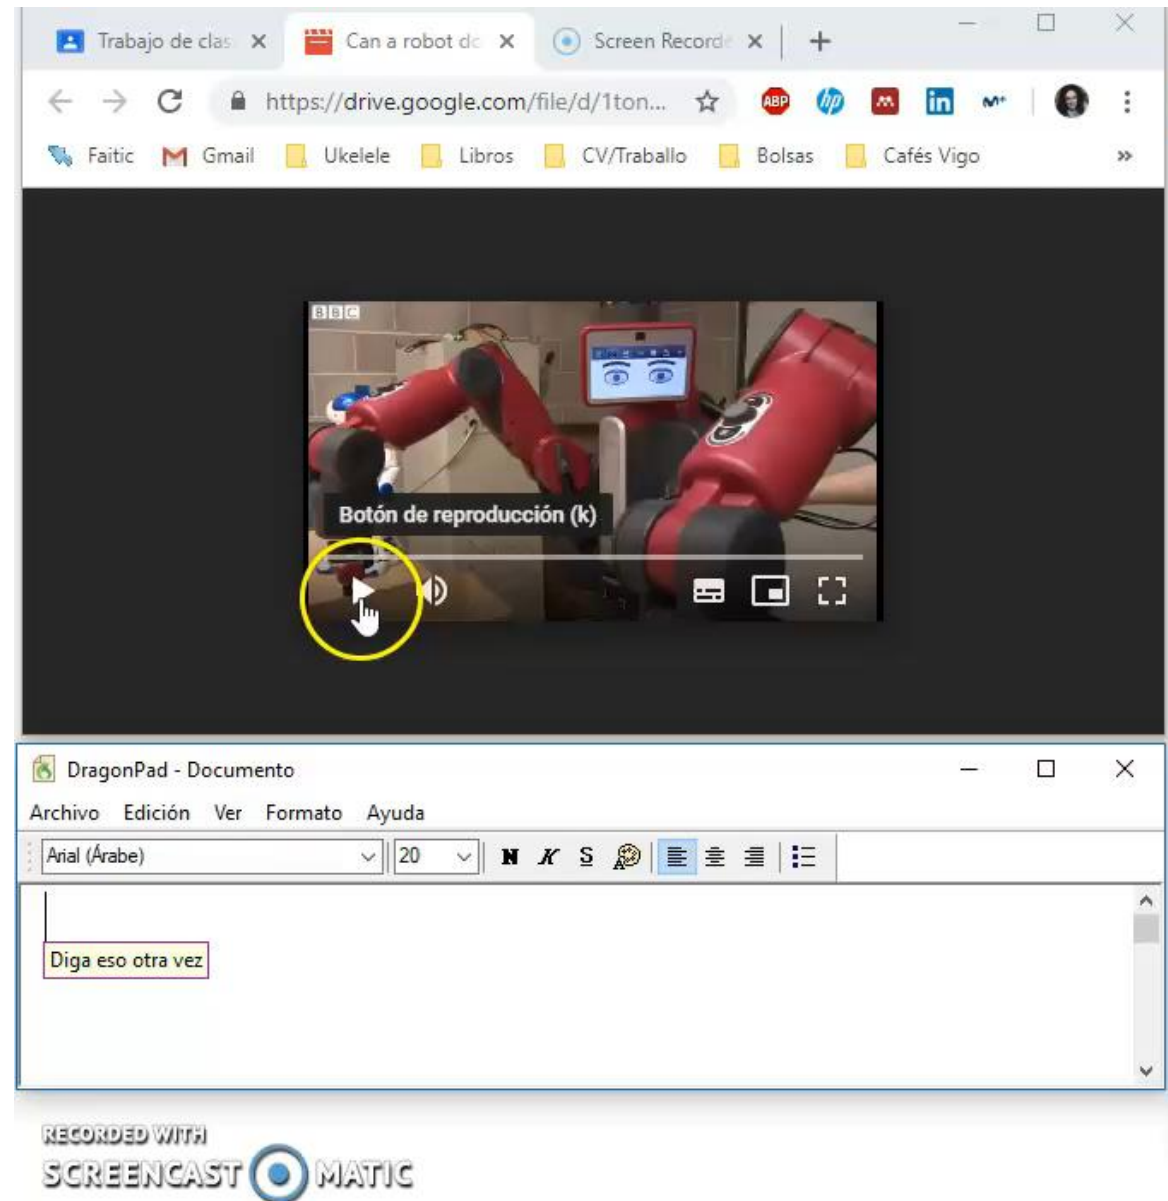 Trabajo de clas
Can a robot do
Screen Recorde
https://drive.google.com/file/d/1ton...
ABP
hp
in
M+
Faitic
Gmail
Ukelele
Libros
CV/Traballo
Bolsas
Cafés Vigo
»
BBC
Botón de reproducción (k)
DragonPad - Documento
Archivo Edición Ver Formato Ayuda
Arial (Árabe) 20 N K S
Diga eso otra vez
RECORDED WITH
SCREENCAST MATIC